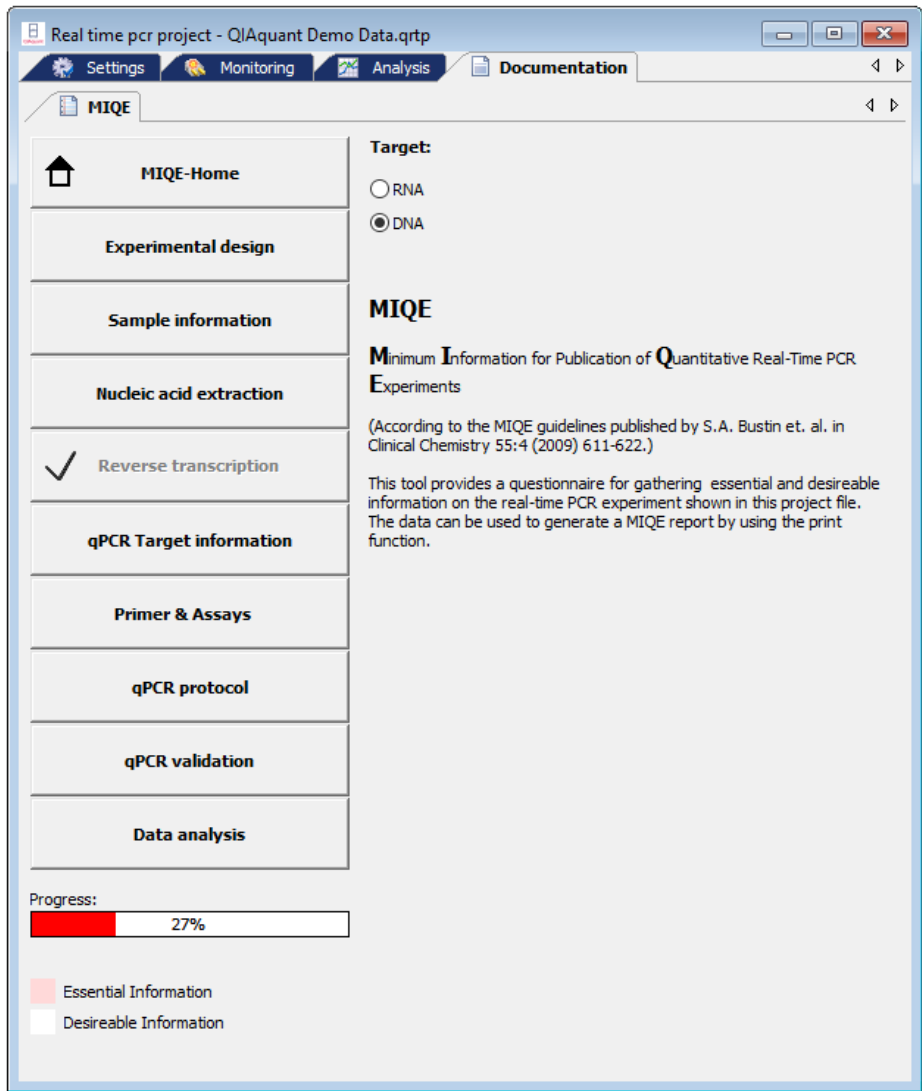 Real time pcr project - QIAquant Demo Data.qrtp
Settings
Monitoring
Analysis
Documentation
MIQE
MIQE-Home
Experimental design
Sample information
Nucleic acid extraction
Reverse transcription
qPCR Target information
Primer & Assays
qPCR protocol
qPCR validation
Data analysis
Progress:
27%
Essential Information
Desireable Information
Target:
RNA
DNA
MIQE
Minimum Information for Publication of Quantitative Real-Time PCR
Experiments
(According to the MIQE guidelines published by S.A. Bustin et. al. in
Clinical Chemistry 55:4 (2009) 611-622.)
This tool provides a questionnaire for gathering essential and desireable
information on the real-time PCR experiment shown in this project file.
The data can be used to generate a MIQE report by using the print
function.